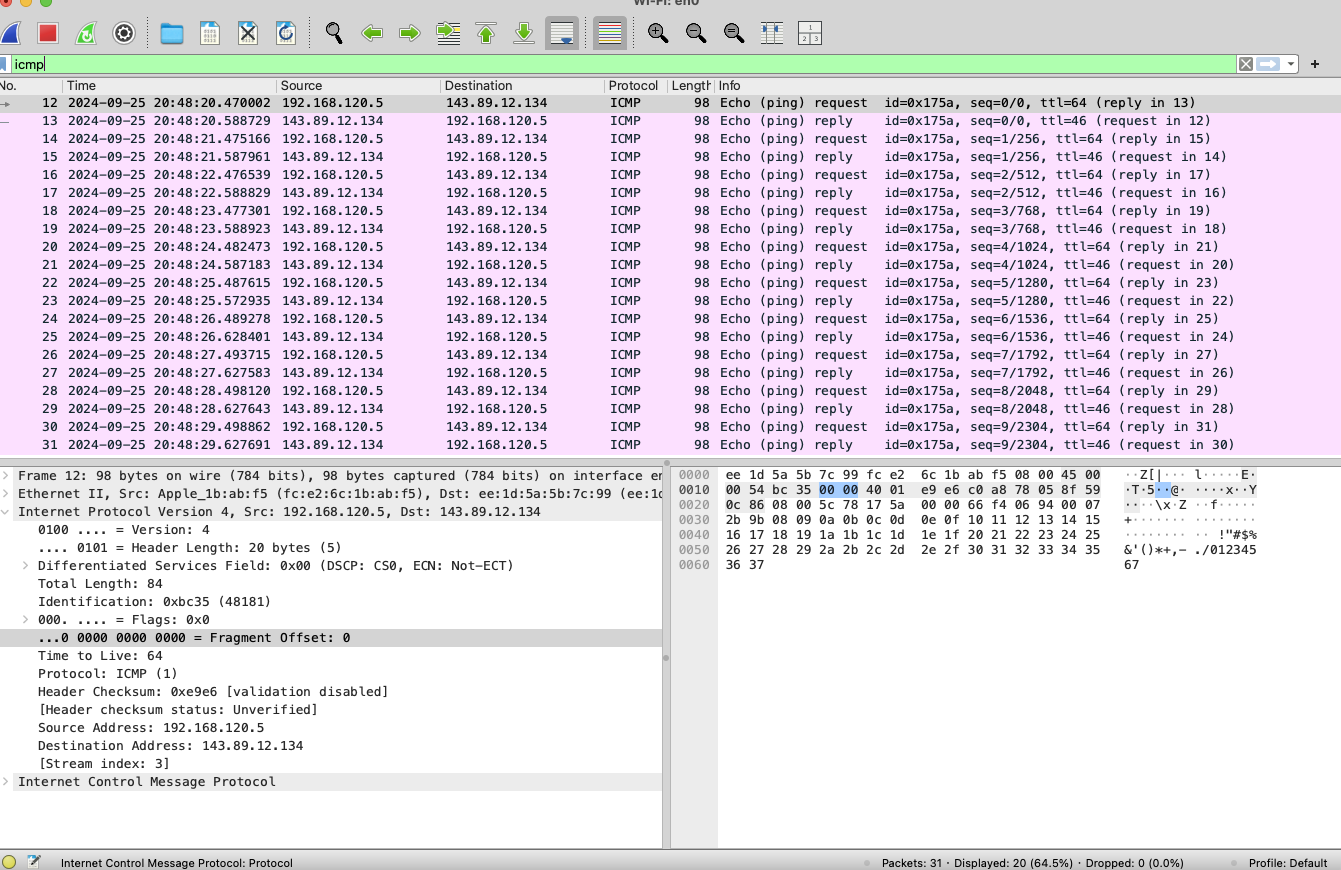 Wi-Fi: en0
icmp
No. Time Source Destination Protocol Length Info
12 2024-09-25 20:48:20.470002 192.168.120.5 143.89.12.134 ICMP 98 Echo (ping) request id=0x175a, seq=0/0, ttl=64 (reply in 13)
13 2024-09-25 20:48:20.588729 143.89.12.134 192.168.120.5 ICMP 98 Echo (ping) reply id=0x175a, seq=0/0, ttl=46 (request in 12)
14 2024-09-25 20:48:21.475166 192.168.120.5 143.89.12.134 ICMP 98 Echo (ping) request id=0x175a, seq=1/256, ttl=64 (reply in 15)
15 2024-09-25 20:48:21.587961 143.89.12.134 192.168.120.5 ICMP 98 Echo (ping) reply id=0x175a, seq=1/256, ttl=46 (request in 14)
16 2024-09-25 20:48:22.476539 192.168.120.5 143.89.12.134 ICMP 98 Echo (ping) request id=0x175a, seq=2/512, ttl=64 (reply in 17)
17 2024-09-25 20:48:22.588829 143.89.12.134 192.168.120.5 ICMP 98 Echo (ping) reply id=0x175a, seq=2/512, ttl=46 (request in 16)
18 2024-09-25 20:48:23.477301 192.168.120.5 143.89.12.134 ICMP 98 Echo (ping) request id=0x175a, seq=3/768, ttl=64 (reply in 19)
19 2024-09-25 20:48:23.588923 143.89.12.134 192.168.120.5 ICMP 98 Echo (ping) reply id=0x175a, seq=3/768, ttl=46 (request in 18)
20 2024-09-25 20:48:24.482473 192.168.120.5 143.89.12.134 ICMP 98 Echo (ping) request id=0x175a, seq=4/1024, ttl=64 (reply in 21)
21 2024-09-25 20:48:24.587183 143.89.12.134 192.168.120.5 ICMP 98 Echo (ping) reply id=0x175a, seq=4/1024, ttl=46 (request in 20)
22 2024-09-25 20:48:25.487615 192.168.120.5 143.89.12.134 ICMP 98 Echo (ping) request id=0x175a, seq=5/1280, ttl=64 (reply in 23)
23 2024-09-25 20:48:25.572935 143.89.12.134 192.168.120.5 ICMP 98 Echo (ping) reply id=0x175a, seq=5/1280, ttl=46 (request in 22)
24 2024-09-25 20:48:26.489278 192.168.120.5 143.89.12.134 ICMP 98 Echo (ping) request id=0x175a, seq=6/1536, ttl=64 (reply in 25)
25 2024-09-25 20:48:26.628401 143.89.12.134 192.168.120.5 ICMP 98 Echo (ping) reply id=0x175a, seq=6/1536, ttl=46 (request in 24)
26 2024-09-25 20:48:27.493715 192.168.120.5 143.89.12.134 ICMP 98 Echo (ping) request id=0x175a, seq=7/1792, ttl=64 (reply in 27)
27 2024-09-25 20:48:27.627583 143.89.12.134 192.168.120.5 ICMP 98 Echo (ping) reply id=0x175a, seq=7/1792, ttl=46 (request in 26)
28 2024-09-25 20:48:28.498120 192.168.120.5 143.89.12.134 ICMP 98 Echo (ping) request id=0x175a, seq=8/2048, ttl=64 (reply in 29)
29 2024-09-25 20:48:28.627643 143.89.12.134 192.168.120.5 ICMP 98 Echo (ping) reply id=0x175a, seq=8/2048, ttl=46 (request in 28)
30 2024-09-25 20:48:29.498862 192.168.120.5 143.89.12.134 ICMP 98 Echo (ping) request id=0x175a, seq=9/2304, ttl=64 (reply in 31)
31 2024-09-25 20:48:29.627691 143.89.12.134 192.168.120.5 ICMP 98 Echo (ping) reply id=0x175a, seq=9/2304, ttl=46 (request in 30)
Frame 12: 98 bytes on wire (784 bits), 98 bytes captured (784 bits) on interface en
Ethernet II, Src: Apple_1b:ab:f5 (fc:e2:6c:1b:ab:f5), Dst: ee:1d:5a:5b:7c:99 (ee:1d
Internet Protocol Version 4, Src: 192.168.120.5, Dst: 143.89.12.134
0100 .... = Version: 4
.... 0101 = Header Length: 20 bytes (5)
Differentiated Services Field: 0x00 (DSCP: CS0, ECN: Not-ECT)
Total Length: 84
Identification: 0xbc35 (48181)
000. .... = Flags: 0x0
...0 0000 0000 0000 = Fragment Offset: 0
Time to Live: 64
Protocol: ICMP (1)
Header Checksum: 0xe9e6 [validation disabled]
[Header checksum status: Unverified]
Source Address: 192.168.120.5
Destination Address: 143.89.12.134
[Stream index: 3]
Internet Control Message Protocol
0000 ee 1d 5a 5b 7c 99 fc e2 6c 1b ab f5 08 00 45 00 ··Z[|··· l·····E·
0010 00 54 bc 35 00 00 40 01 e9 e6 c0 a8 78 05 8f 59 ·T·5··@· ····x··Y
0020 0c 86 08 00 5c 78 17 5a 00 00 66 f4 06 94 00 07 ····\x·Z ··f·····
0030 2b 9b 08 09 0a 0b 0c 0d 0e 0f 10 11 12 13 14 15 +······· ········
0040 16 17 18 19 1a 1b 1c 1d 1e 1f 20 21 22 23 24 25 ········ ·· !"#$%
0050 26 27 28 29 2a 2b 2c 2d 2e 2f 30 31 32 33 34 35 &'()*+,- ./012345
0060 36 37 67
Internet Control Message Protocol: Protocol
Packets: 31 · Displayed: 20 (64.5%) · Dropped: 0 (0.0%)
Profile: Default